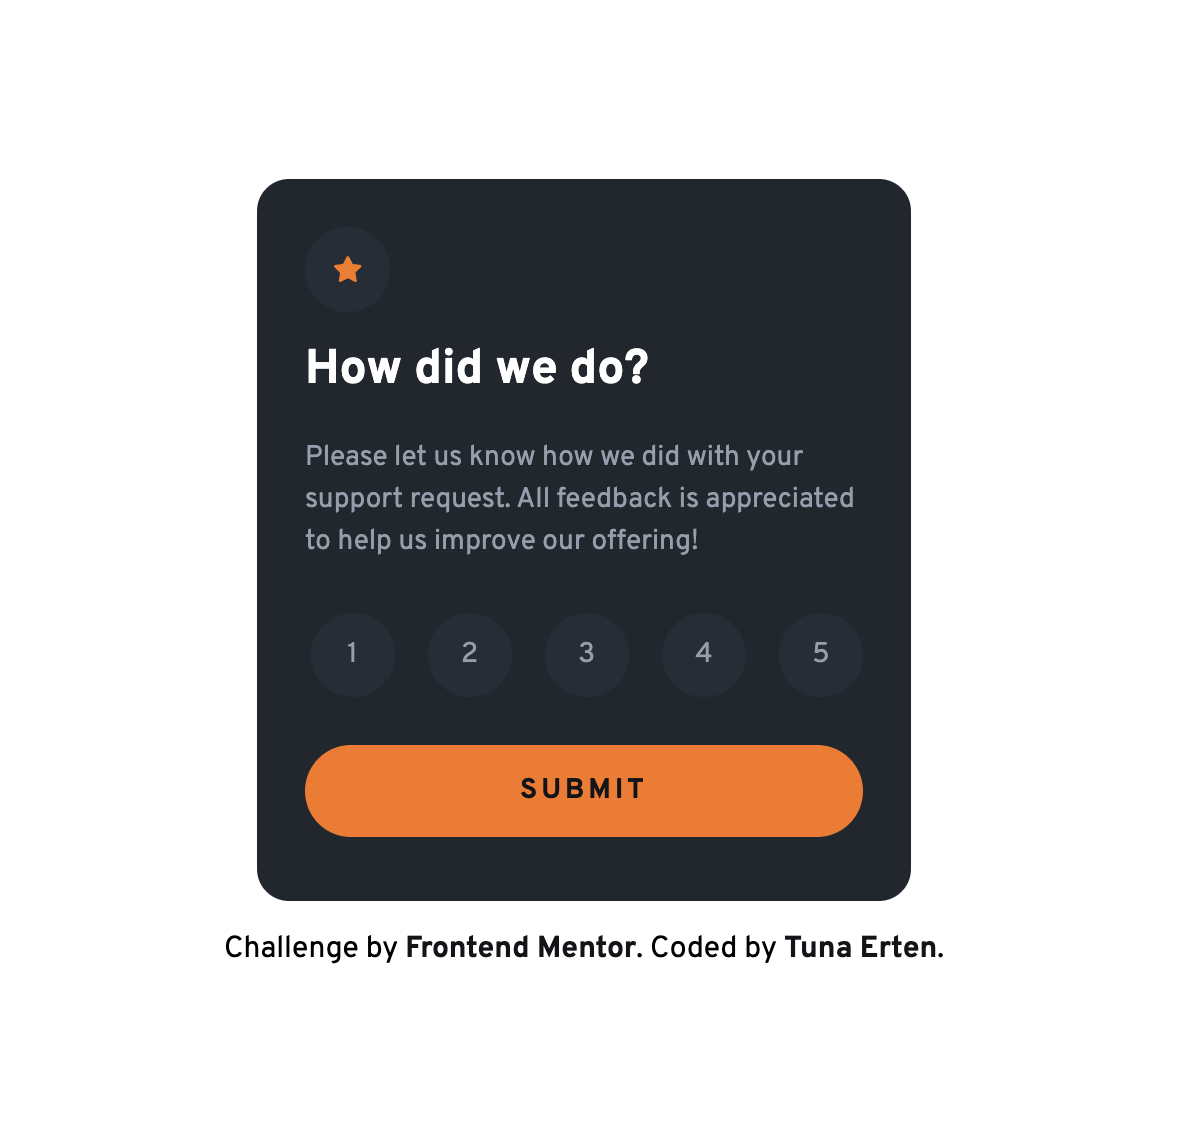 How did we do?
Please let us know how we did with your
support request. All feedback is appreciated
to help us improve our offering!
1 2 3 4 5
SUBMIT
Challenge by Frontend Mentor. Coded by Tuna Erten.